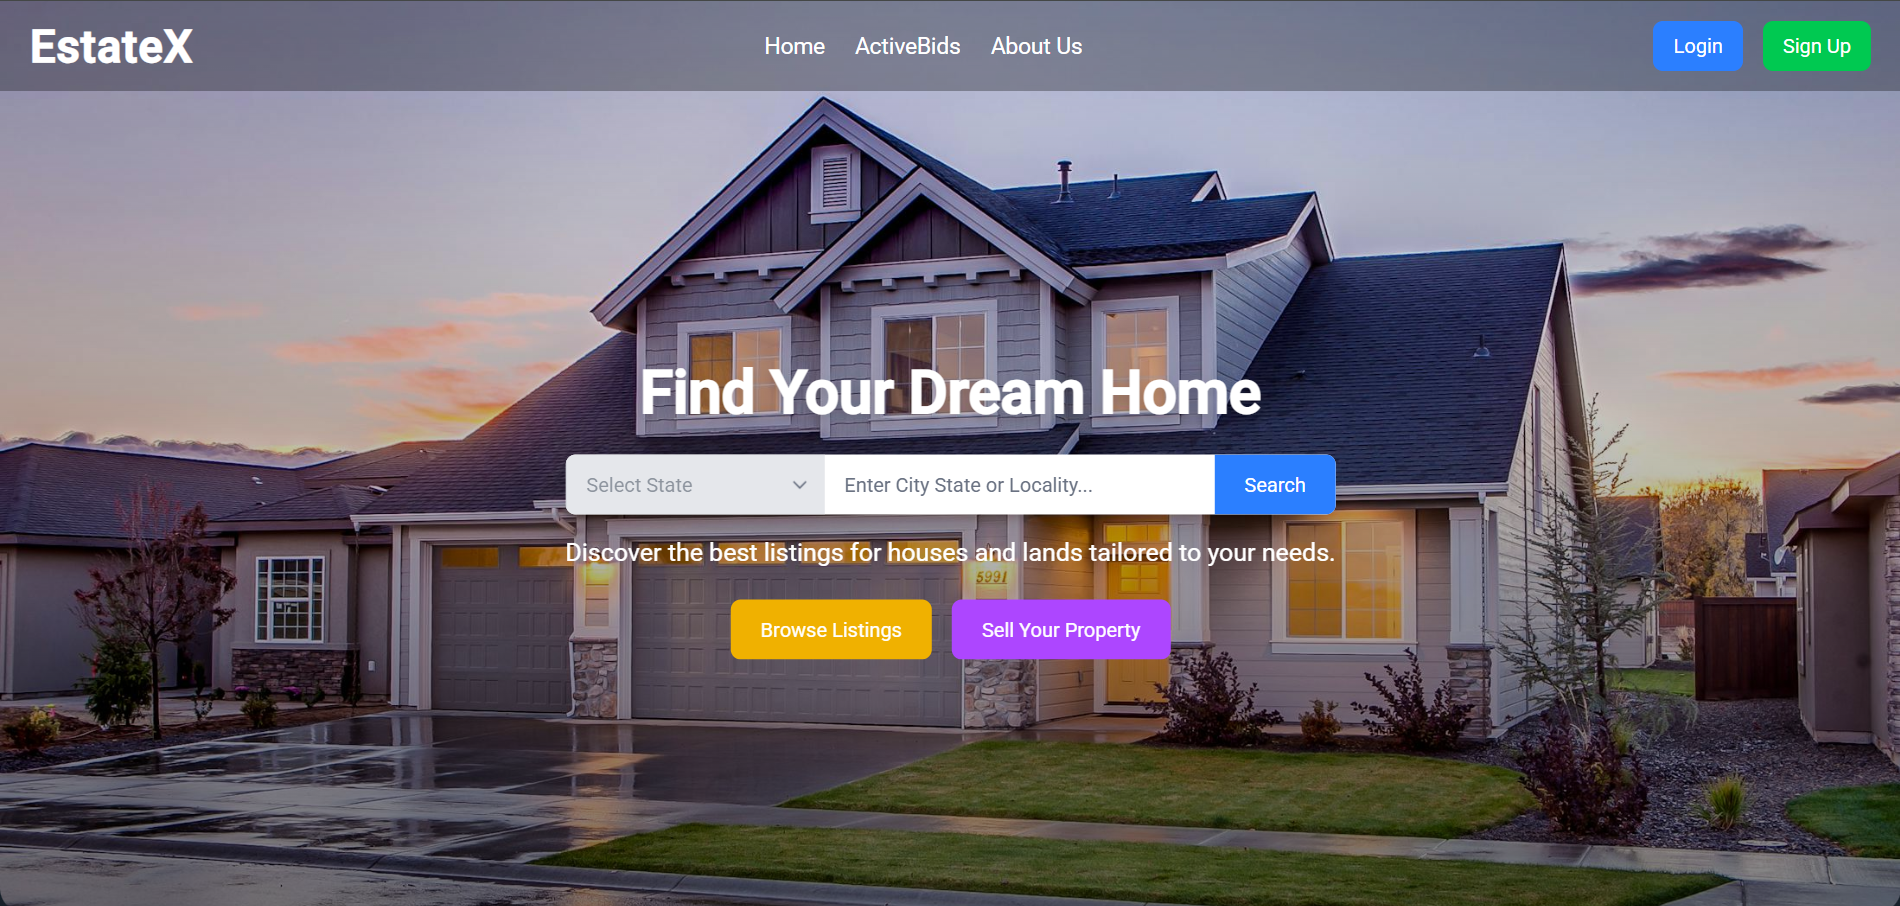 EstateX
Home ActiveBids About Us
Login Sign Up
Find Your Dream Home
Select State Enter City State or Locality... Search
Discover the best listings for houses and lands tailored to your needs.
5991
Browse Listings Sell Your Property